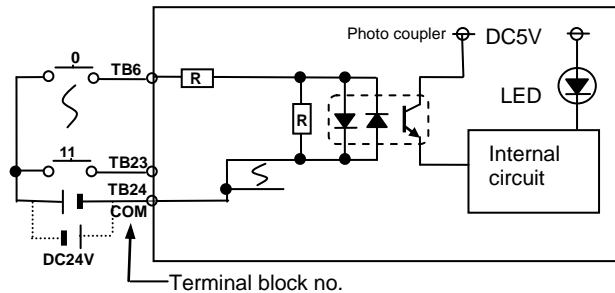 Photo coupler
DC5V
0
TB6
R
R
LED
11
TB23
Internal
circuit
TB24
COM
DC24V
Terminal block no.